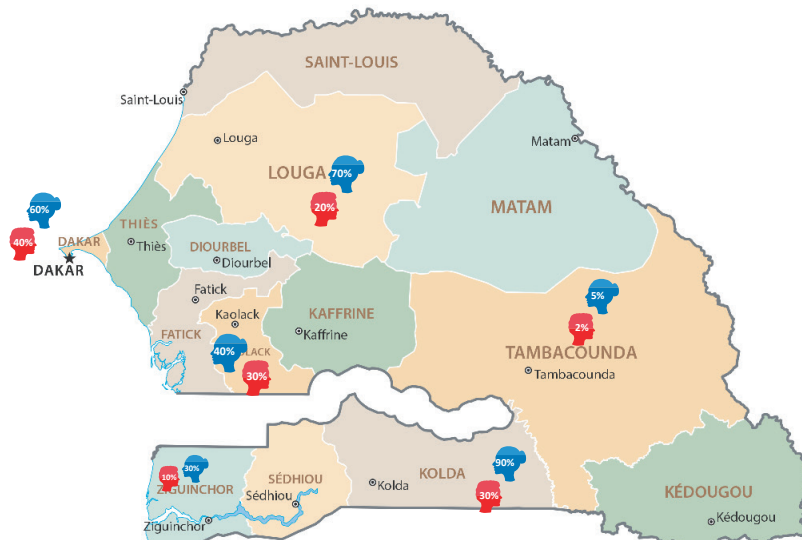 SAINT-LOUIS
Saint-Louis
Louga
Matam
LOUGA
70%
20%
MATAM
60%
40%
DAKAR
DAKAR
THIÈS
Thiès
DIOURBEL
Diourbel
Fatick
FATICK
Kaolack
LACK
40%
30%
KAFFRINE
Kaffrine
5%
2%
TAMBACOUNDA
Tambacounda
10%
30%
ZIGUINCHOR
Ziguinchor
SÉDHIOU
Sédhiou
KOLDA
Kolda
90%
30%
KÉDOUGOU
Kédougou